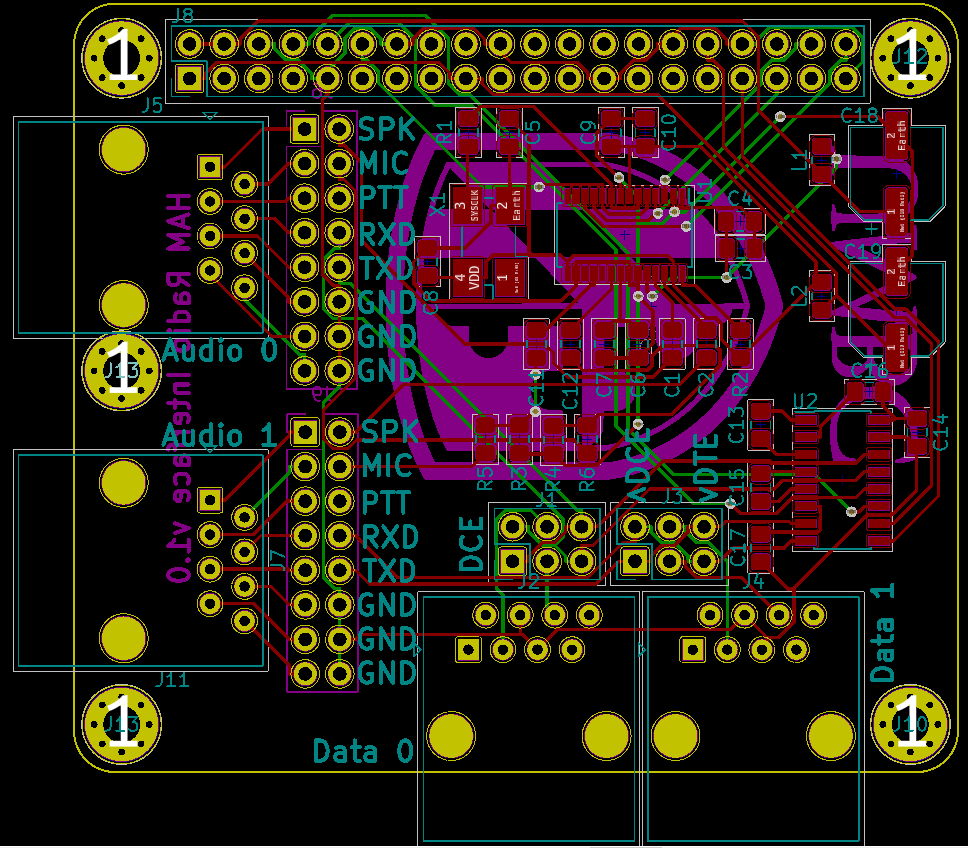 J8
1
1
J12
J5
R1
C5
C9
C10
C18
2
Earth
L1
SPK
MIC
PTT
RXD
TXD
GND
GND
GND
X1
3
SYSCLK
2
Earth
U1
C4
C3
1
C19
2
Earth
4
VDD
1
C8
L2
1
HAM Radio Interface v1.0
Audio 0
1
J13
C12
C7
C6
C1
C2
R2
C16
Audio 1
SPK
MIC
PTT
RXD
TXD
GND
GND
GND
C13
U2
C14
R5
R3
R4
R6
vDCE
vDTE
C15
C17
J1
J3
DCE
J7
J2
J4
J11
1
J13
Data 0
Data 1
1
J10